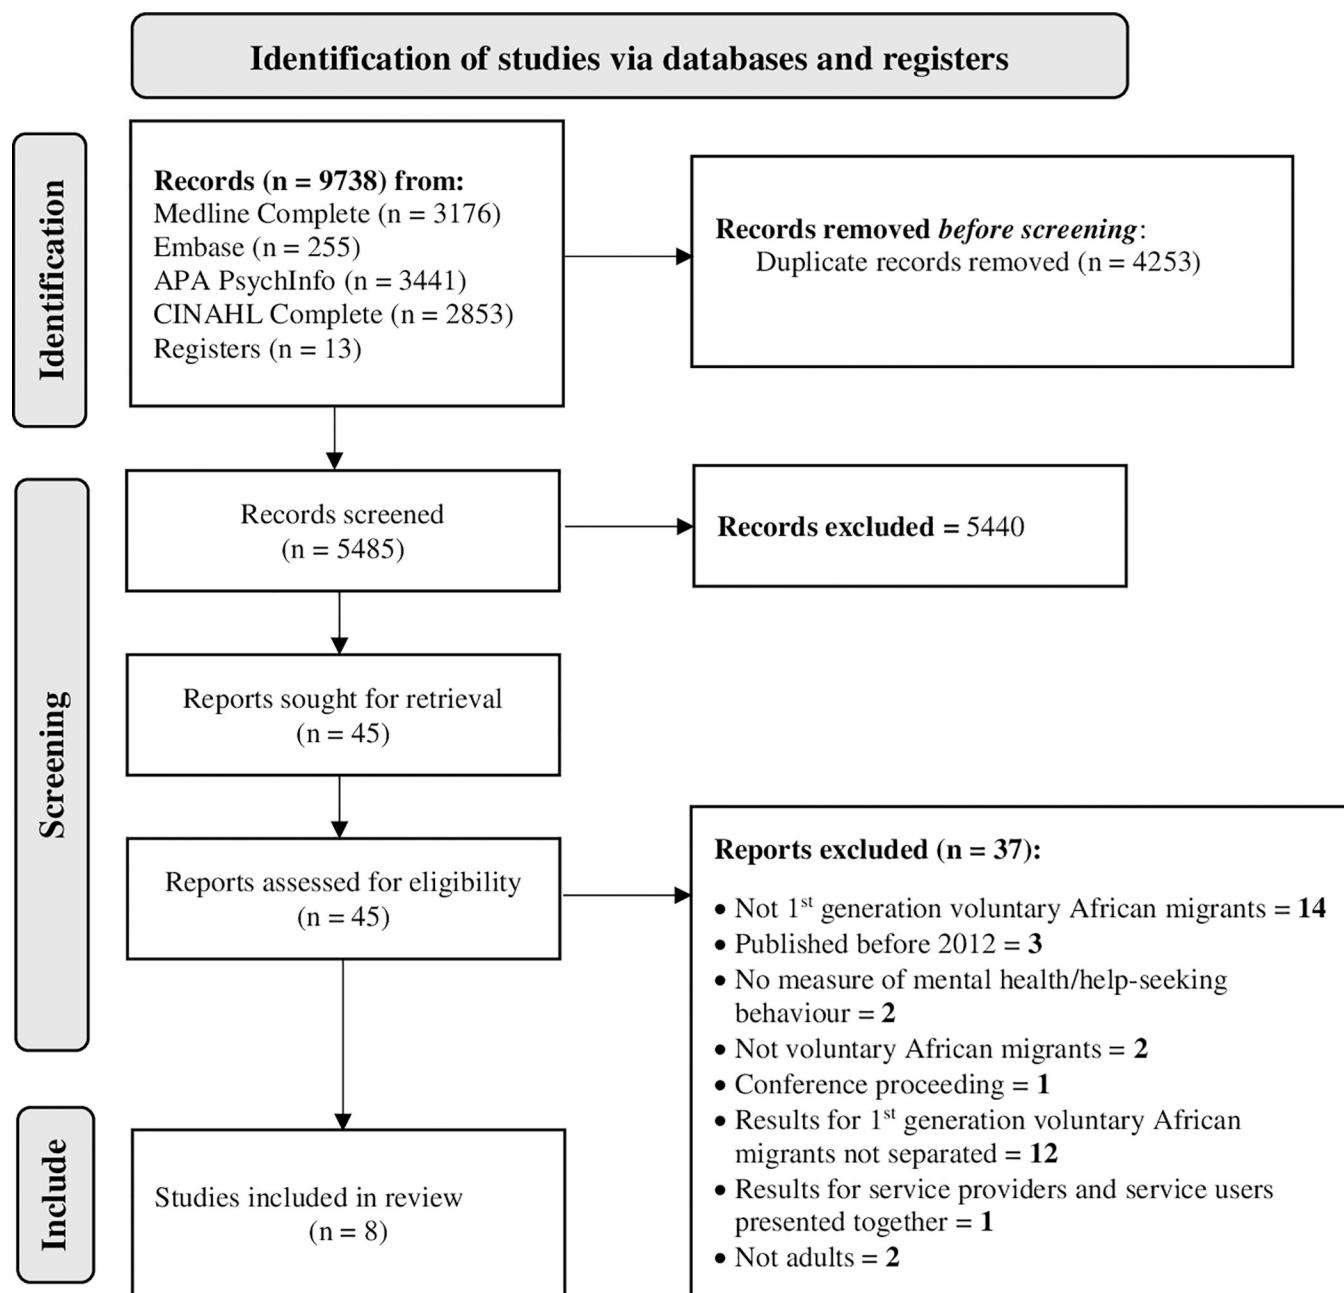 Identification of studies via databases and registers
Identification
Records (n = 9738) from:
Medline Complete (n = 3176)
Embase (n = 255)
APA PsychInfo (n = 3441)
CINAHL Complete (n = 2853)
Registers (n = 13)
Records removed before screening:
Duplicate records removed (n = 4253)
Screening
Records screened
(n = 5485)
Records excluded = 5440
Reports sought for retrieval
(n = 45)
Reports assessed for eligibility
(n = 45)
Reports excluded (n = 37):
• Not 1st generation voluntary African migrants = 14
• Published before 2012 = 3
• No measure of mental health/help-seeking
behaviour = 2
• Not voluntary African migrants = 2
• Conference proceeding = 1
• Results for 1st generation voluntary African
migrants not separated = 12
• Results for service providers and service users
presented together = 1
• Not adults = 2
Include
Studies included in review
(n = 8)